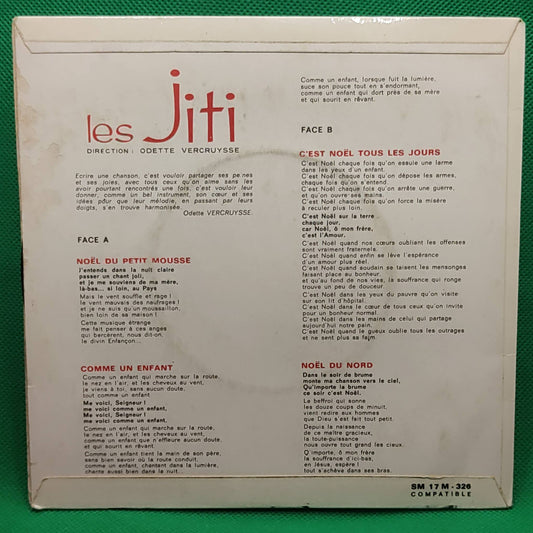 les Jiti
DIRECTION : ODETTE VERCRUYSSE
Ecrire une chanson, c'est vouloir partager ses peines
et ses joies, avec tous ceux qu'on aime sans les
avoir pourtant rencontrés une fois, c'est vouloir leur
donner, comme un bel instrument, son cœur et ses
idées pour que leur mélodie, en passant par leurs
doigts, s'en trouve harmonisée.
Odette VERCRUYSSE.
FACE A
NOËL DU PETIT MOUSSE
J'entends dans la nuit claire
passer un chant joli,
et je me souviens de ma mère,
là-bas... si loin, au Pays
Mais le vent souffle et rage !
le vent mauvais des naufrages !
et je ne suis qu'un moussaillon,
bien loin de sa maison !
Cette musique étrange
me fait penser à ces anges
qui bercèrent, nous dit-on,
le divin Enfançon...
COMME UN ENFANT
Comme un enfant qui marche sur la route,
le nez en l'air, et les cheveux au vent,
je viens à toi, sans aucun doute,
tout comme un enfant
Me voici, Seigneur !
me voici comme un enfant,
Me voici, Seigneur !
me voici comme un enfant.
Comme un enfant qui marche sur la route,
le nez en l'air, et les cheveux au vent,
comme un enfant que n'effleure aucun doute,
et qui sourit en rêvant.
Comme un enfant tient la main de son père,
sans bien savoir où la route conduit,
comme un enfant, chantant dans la lumière,
chante aussi bien dans la nuit.
Comme un enfant, lorsque fuit la lumière,
suce son pouce tout en s'endormant,
comme un enfant qui dort près de sa mère
et qui sourit en rêvant.
FACE B
C'EST NOËL TOUS LES JOURS
C'est Noël chaque fois qu'on essuie une larme
dans les yeux d'un enfant.
C'est Noël chaque fois qu'on dépose les armes,
chaque fois qu'on s'entend.
C'est Noël chaque fois qu'on arrête une guerre,
et qu'on ouvre ses mains.
C'est Noël chaque fois qu'on force la misère
à reculer plus loin.
C'est Noël sur la terre
chaque jour,
car Noël, ô mon frère,
c'est l'Amour.
C'est Noël quand nos cœurs oubliant les offenses
sont vraiment fraternels.
C'est Noël quand enfin se lève l'espérance
d'un amour plus réel.
C'est Noël quand soudain se taisent les mensonges
faisant place au bonheur.
et qu'au fond de nos vies, la souffrance qui ronge
trouve un peu de douceur.
C'est Noël dans les yeux du pauvre qu'on visite
sur son lit d'hôpital.
C'est Noël dans le cœur de tous ceux qu'on invite
pour un bonheur normal.
C'est Noël dans les mains de celui qui partage
aujourd'hui notre pain.
C'est Noël quand le gueux oublie tous les outrages
et ne sent plus sa faim.
NOËL DU NORD
Dans le soir de brume
monte ma chanson vers le ciel,
Qu'importe la brume
ce soir c'est Noël.
Le beffroi qui sonne
les douze coups de minuit,
vient redire aux hommes
que Dieu s'est fait tout petit.
Depuis la naissance
de ce maître gracieux,
la toute-puissance
nous ouvre tout grand les cieux.
Q'importe, ô mon frère
la souffrance d'ici-bas,
en Jésus, espère !
tout s'achève dans ses bras.
SM 17 M - 326
COMPATIBLE